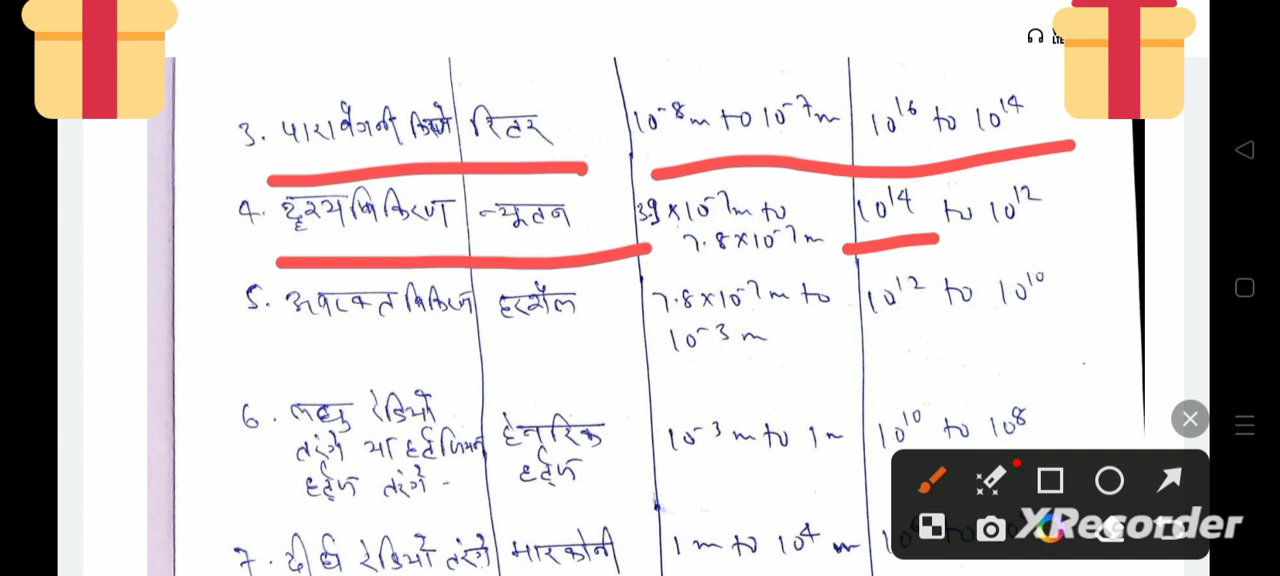 3. पाराबैगनी किरणे रितर 10⁻⁸m to 10⁻⁷m 10¹⁶ to 10¹⁴
4. दृश्य विकिरण न्यूतन 3.9×10⁻⁷m to 10¹⁴ to 10¹²
7.8×10⁻⁷m
5. अवरक्त विकिरण हरशैल 7.8×10⁻⁷m to 10¹² to 10¹⁰
10⁻³m
6. लघु रेडियो
तरंगे या हर्टजियन हेनरिक 10⁻³m to 1m 10¹⁰ to 10⁸
हर्ट्ज तरंगे - हर्ट्ज
7. दीर्घ रेडियो तरंगे मारकोनी 1m to 10⁴m
XRecorder